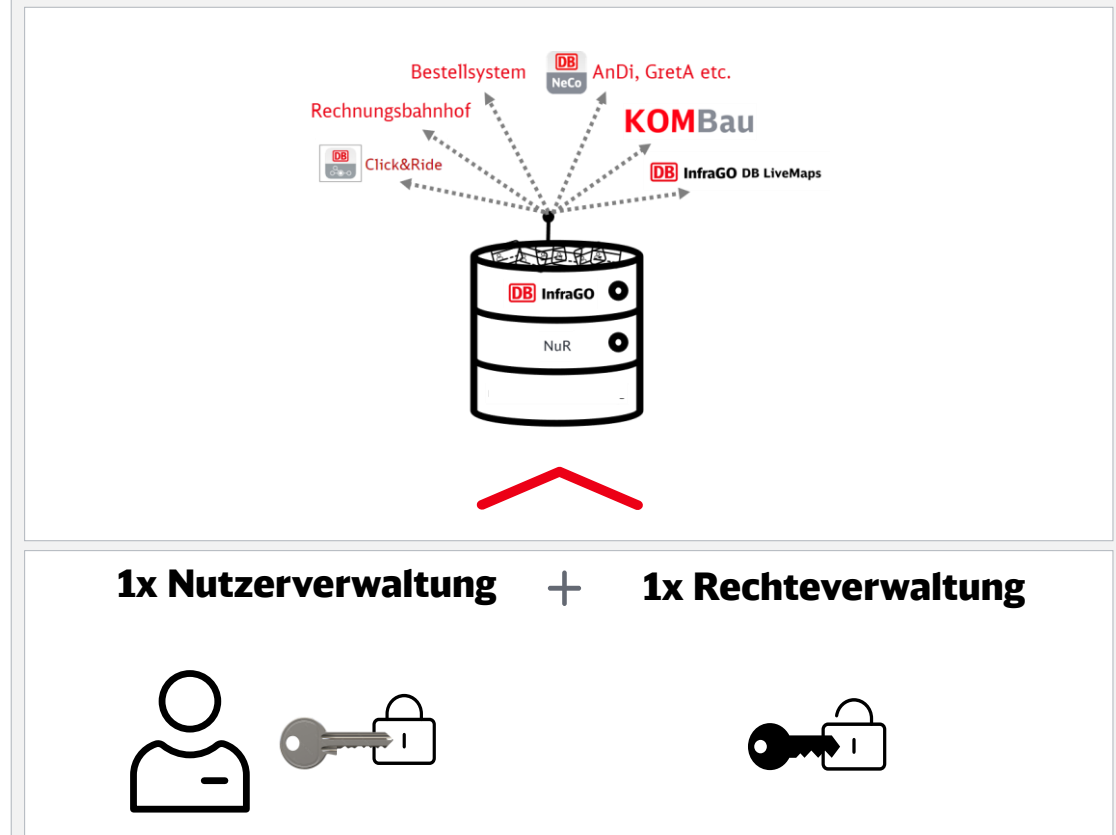 Bestellsystem
DB
NeCo
AnDi, GretA etc.
Rechnungsbahnhof
KOMBau
DB
Click&Ride
DB InfraGO DB LiveMaps
DB InfraGO
NuR
1x Nutzerverwaltung + 1x Rechteverwaltung